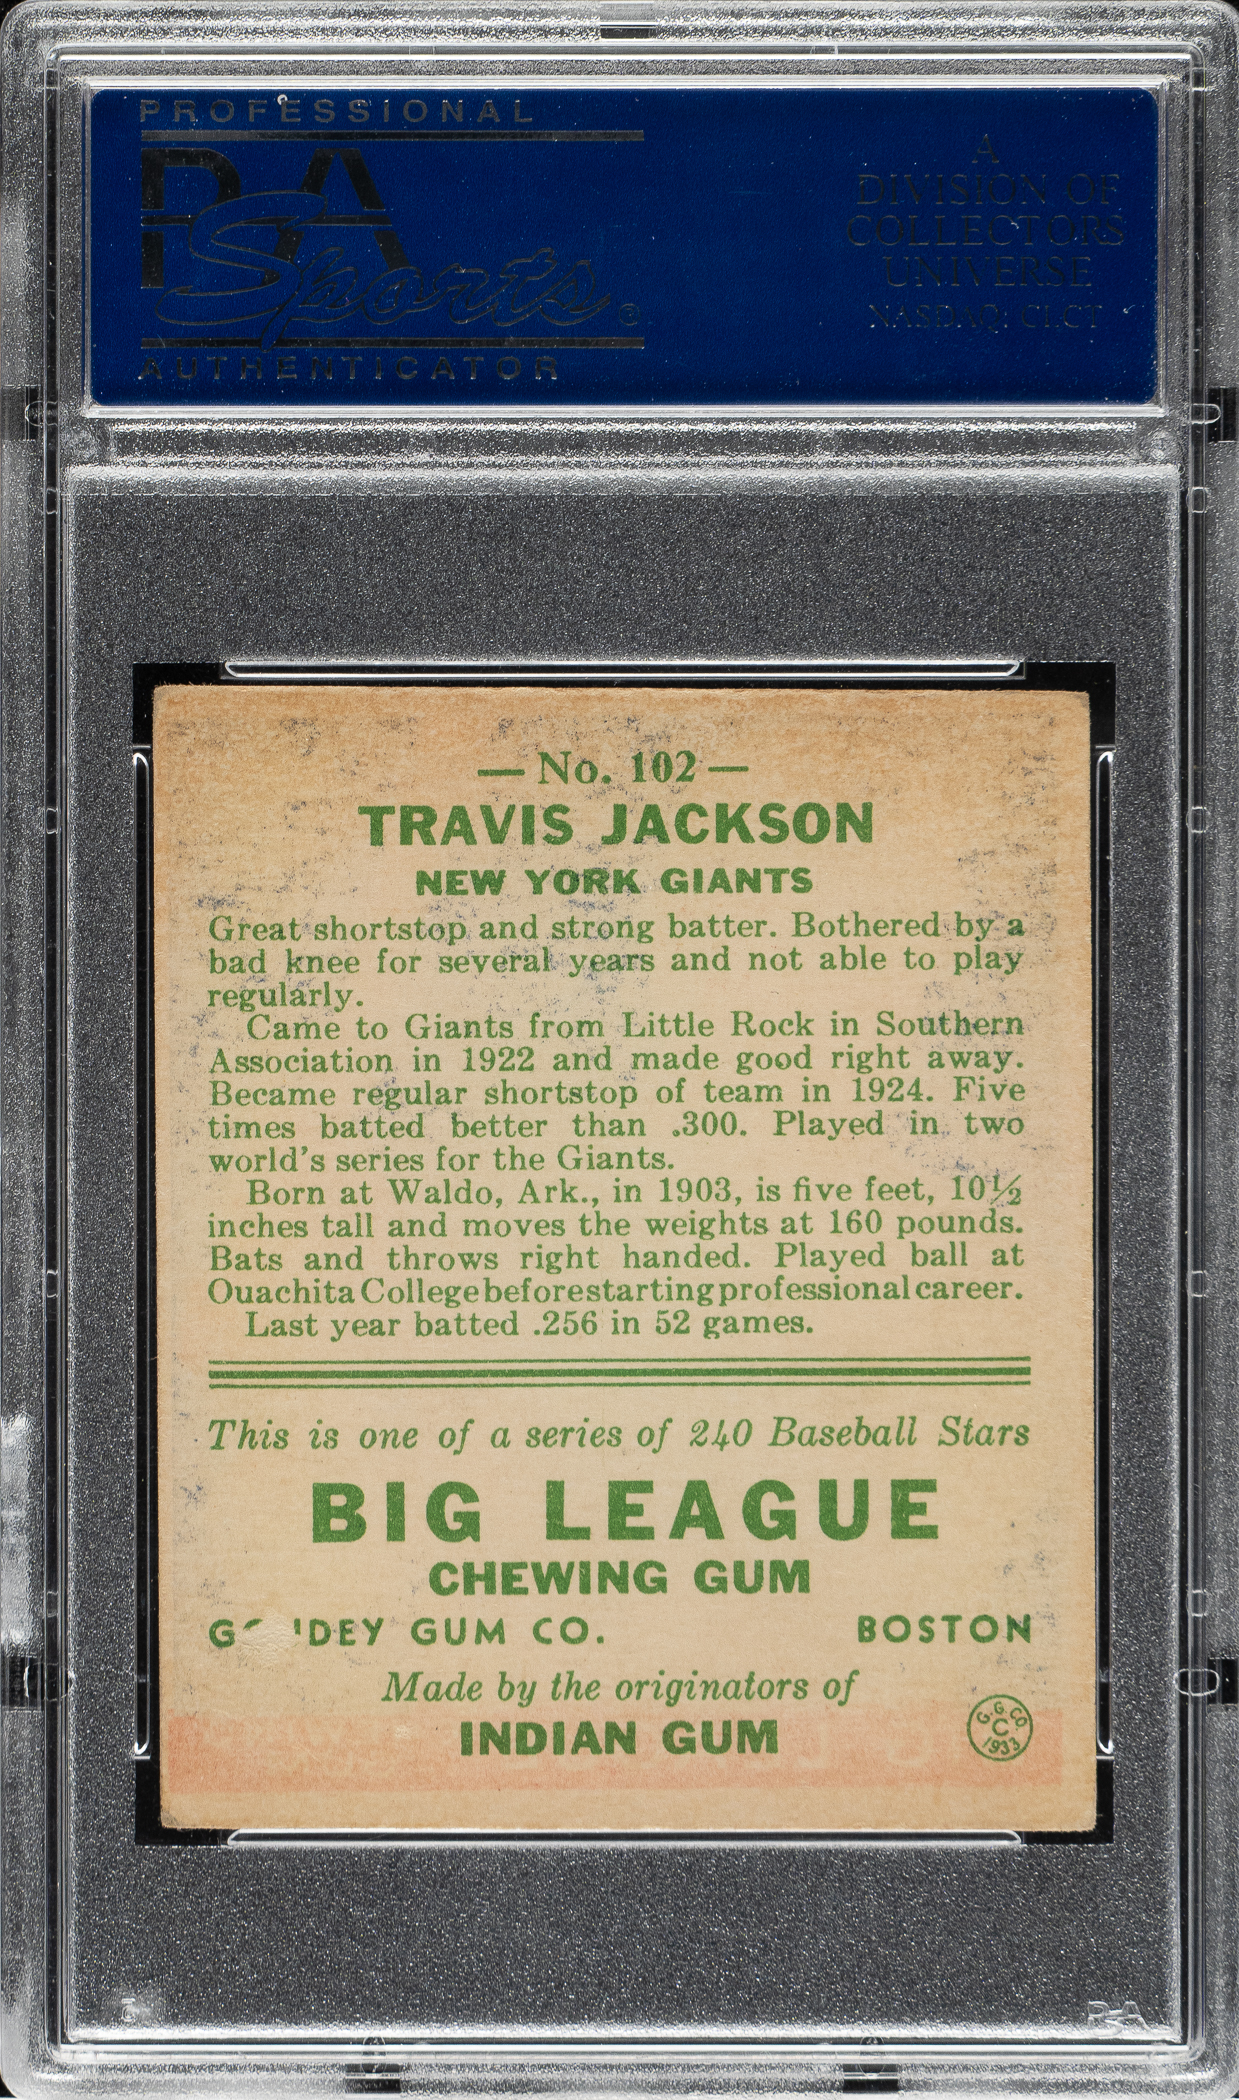 PROFESSIONAL
PSA
Sports®
AUTHENTICATOR
A
DIVISION OF
COLLECTORS
UNIVERSE
NASDAQ: CLCT
— No. 102 —
TRAVIS JACKSON
NEW YORK GIANTS
Great shortstop and strong batter. Bothered by a
bad knee for several years and not able to play
regularly.
Came to Giants from Little Rock in Southern
Association in 1922 and made good right away.
Became regular shortstop of team in 1924. Five
times batted better than .300. Played in two
world's series for the Giants.
Born at Waldo, Ark., in 1903, is five feet, 10½
inches tall and moves the weights at 160 pounds.
Bats and throws right handed. Played ball at
Ouachita College before starting professional career.
Last year batted .256 in 52 games.
This is one of a series of 240 Baseball Stars
BIG LEAGUE
CHEWING GUM
GUM CO. BOSTON
Made by the originators of
INDIAN GUM
G. G. CO.
C
1933
PSA